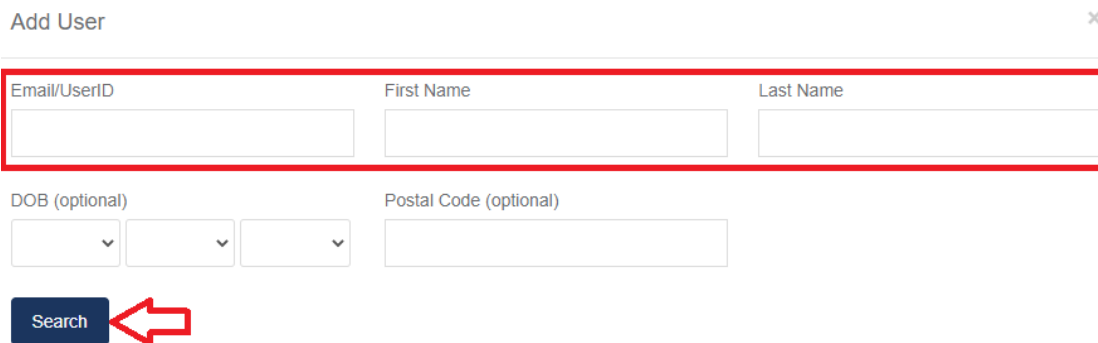 Add User ×
Email/UserID First Name Last Name
DOB (optional) Postal Code (optional)
Search